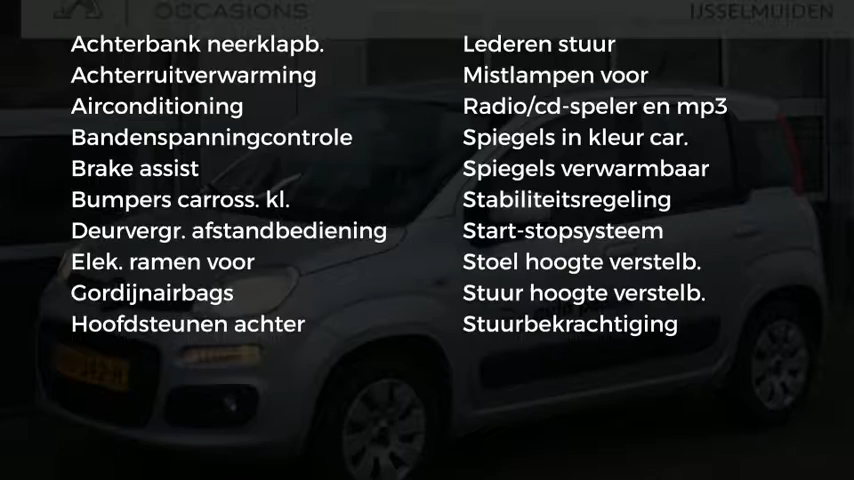 OCCASIONS
IJSSELMUIDEN
Achterbank neerklapb.
Achterruitverwarming
Airconditioning
Bandenspanningcontrole
Brake assist
Bumpers carross. kl.
Deurvergr. afstandbediening
Elek. ramen voor
Gordijnairbags
Hoofdsteunen achter
Lederen stuur
Mistlampen voor
Radio/cd-speler en mp3
Spiegels in kleur car.
Spiegels verwarmbaar
Stabiliteitsregeling
Start-stopsysteem
Stoel hoogte verstelb.
Stuur hoogte verstelb.
Stuurbekrachtiging